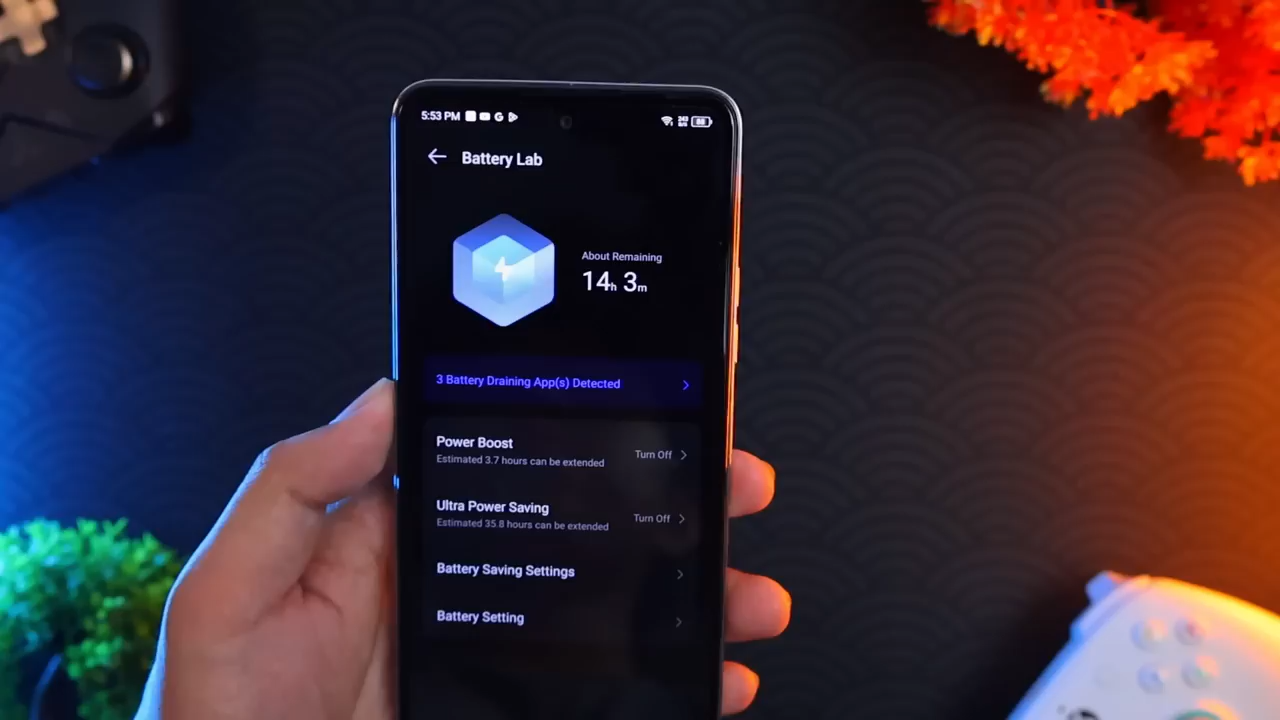 5:53 PM
88
Battery Lab
About Remaining
14h 3m
3 Battery Draining App(s) Detected
Power Boost
Estimated 3.7 hours can be extended
Turn Off
Ultra Power Saving
Estimated 35.8 hours can be extended
Turn Off
Battery Saving Settings
Battery Setting